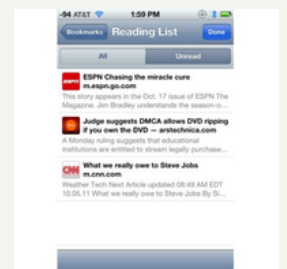 -94 AT&T 1:59 PM
Bookmarks Reading List Done
All Unread
ESPN Chasing the miracle cure
m.espn.go.com
This story appears in the Oct. 17 issue of ESPN The
Magazine. Jim Bradley understands the season-o...
Judge suggests DMCA allows DVD ripping
if you own the DVD — arstechnica.com
A Monday ruling suggests that educational
institutions are entitled to stream legally purchase...
CNN What we really owe to Steve Jobs
m.cnn.com
Weather Tech Next Article updated 08:49 AM EDT
10.05.11 What we really owe to Steve Jobs By Si...